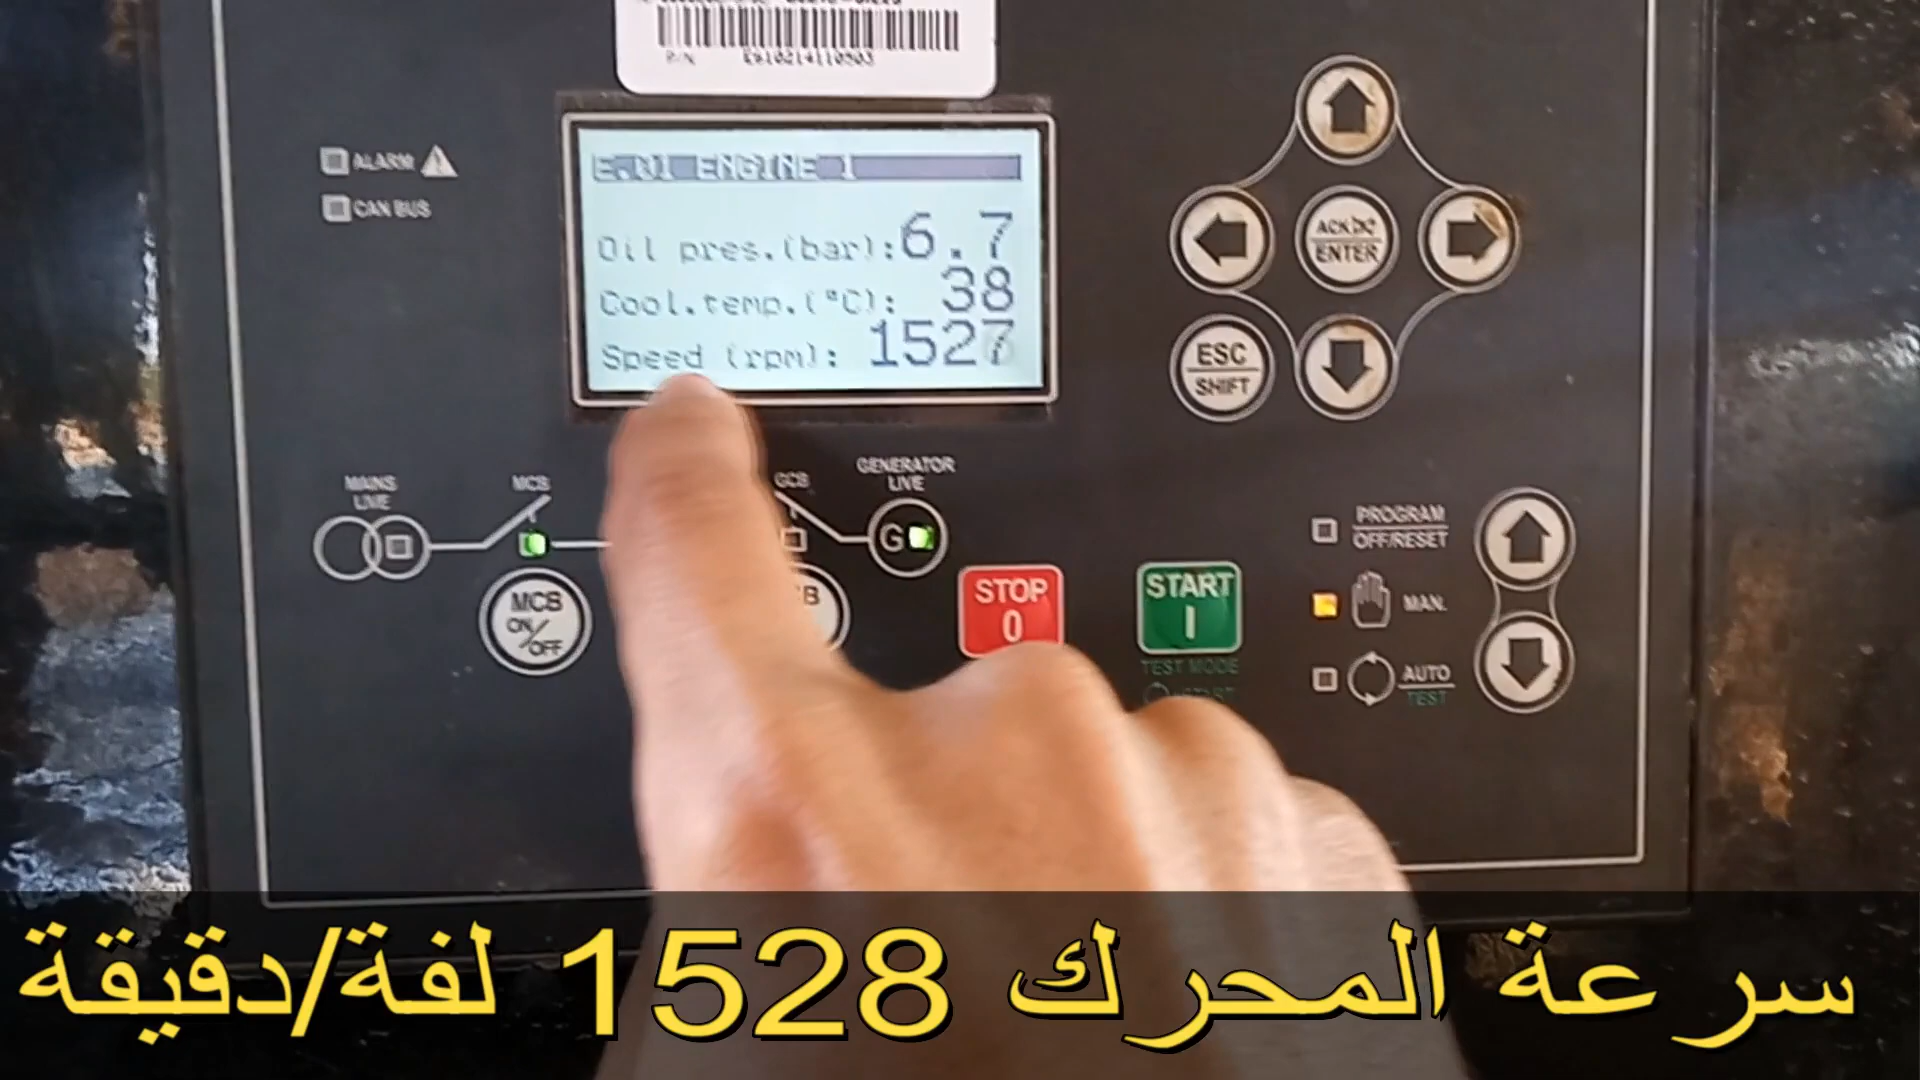 P/N E610214110503
ALARM
CAN BUS
E.01 ENGINE 1
Oil pres.(bar): 6.7
Cool.temp.(°C): 38
Speed (rpm): 1527
ACK
ENTER
ESC
SHIFT
MAINS
LIVE
MCB
GCB
GENERATOR
LIVE
G
MCB
ON/OFF
B
STOP
0
START
I
TEST MODE
PROGRAM
OFF/RESET
MAN.
AUTO
TEST
سرعة المحرك 1528 لفة/دقيقة